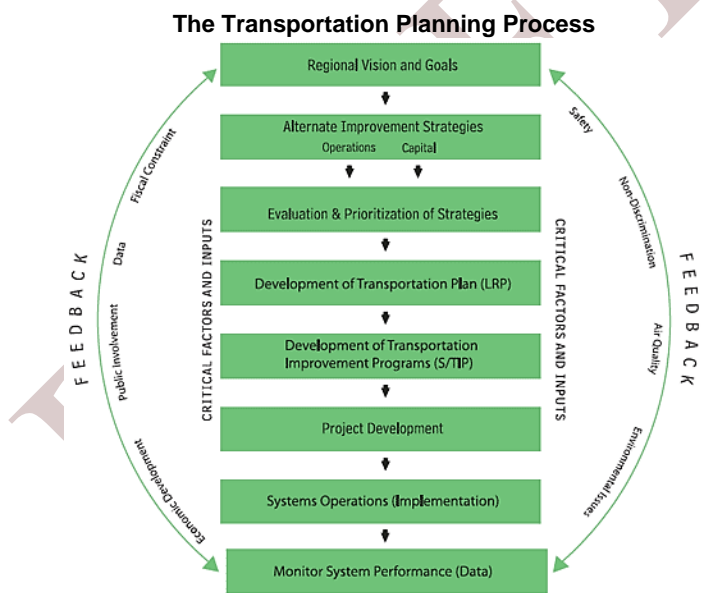 The Transportation Planning Process
Regional Vision and Goals
Alternate Improvement Strategies
Operations Capital
Evaluation & Prioritization of Strategies
Development of Transportation Plan (LRP)
Development of Transportation
Improvement Programs (S/TIP)
Project Development
Systems Operations (Implementation)
Monitor System Performance (Data)
FEEDBACK
Fiscal Constraint
Data
Public Involvement
Economic Development
CRITICAL FACTORS AND INPUTS
CRITICAL FACTORS AND INPUTS
Safety
Non-Discrimination
Air Quality
Environmental Issues
FEEDBACK